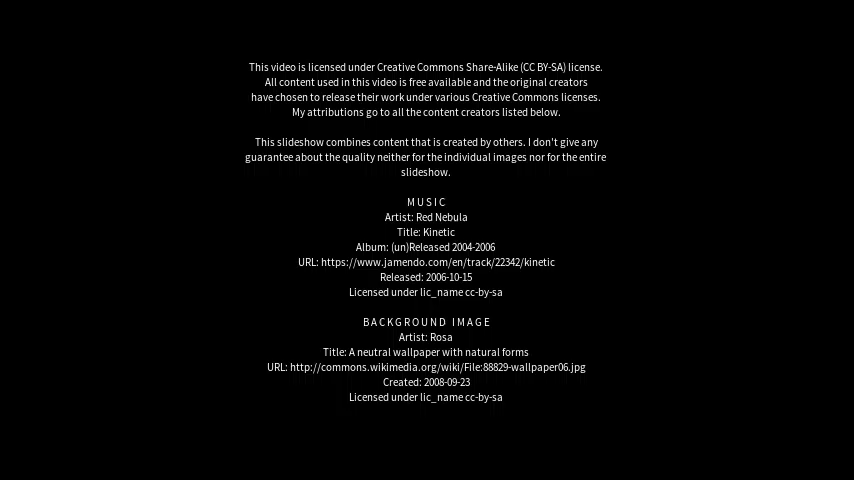 This video is licensed under Creative Commons Share-Alike (CC BY-SA) license.
All content used in this video is free available and the original creators
have chosen to release their work under various Creative Commons licenses.
My attributions go to all the content creators listed below.
This slideshow combines content that is created by others. I don't give any
guarantee about the quality neither for the individual images nor for the entire
slideshow.
MUSIC
Artist: Red Nebula
Title: Kinetic
Album: (un)Released 2004-2006
URL: https://www.jamendo.com/en/track/22342/kinetic
Released: 2006-10-15
Licensed under lic_name cc-by-sa
BACKGROUND IMAGE
Artist: Rosa
Title: A neutral wallpaper with natural forms
URL: http://commons.wikimedia.org/wiki/File:88829-wallpaper06.jpg
Created: 2008-09-23
Licensed under lic_name cc-by-sa